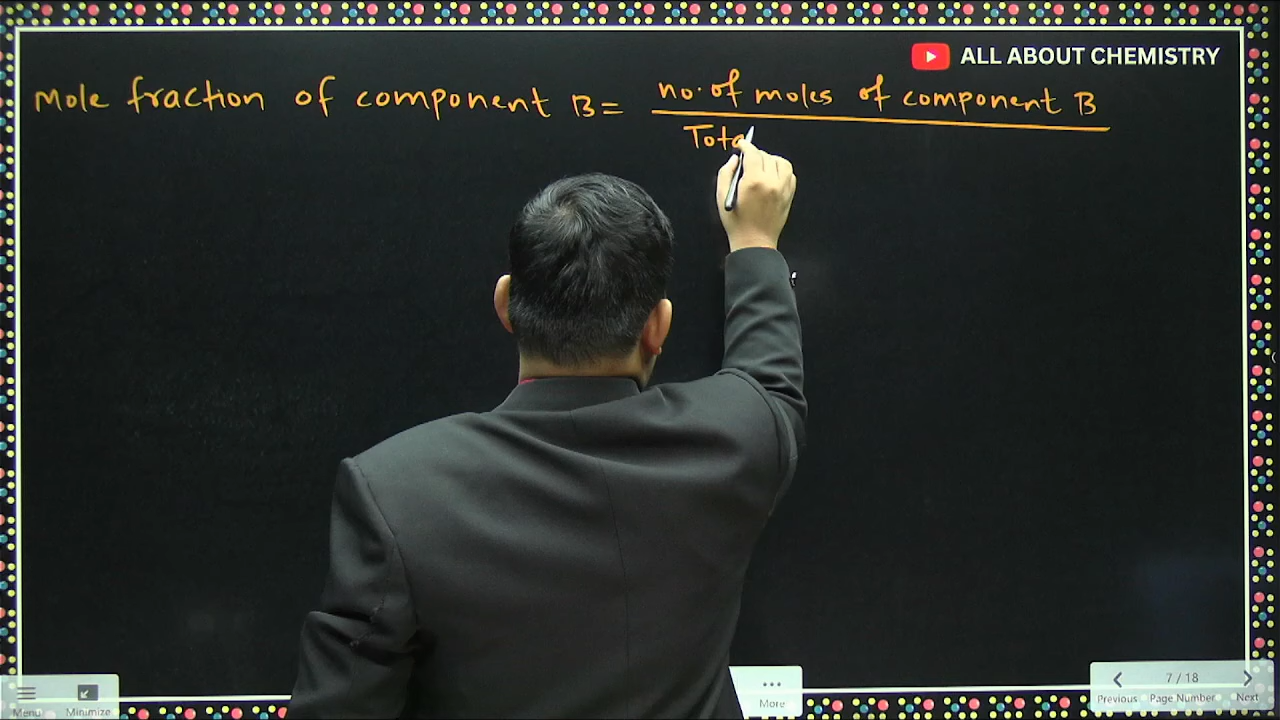 ALL ABOUT CHEMISTRY
Mole fraction of component B = no. of moles of component B
Tota
7 / 18
Menu Minimize More Previous Page Number Next